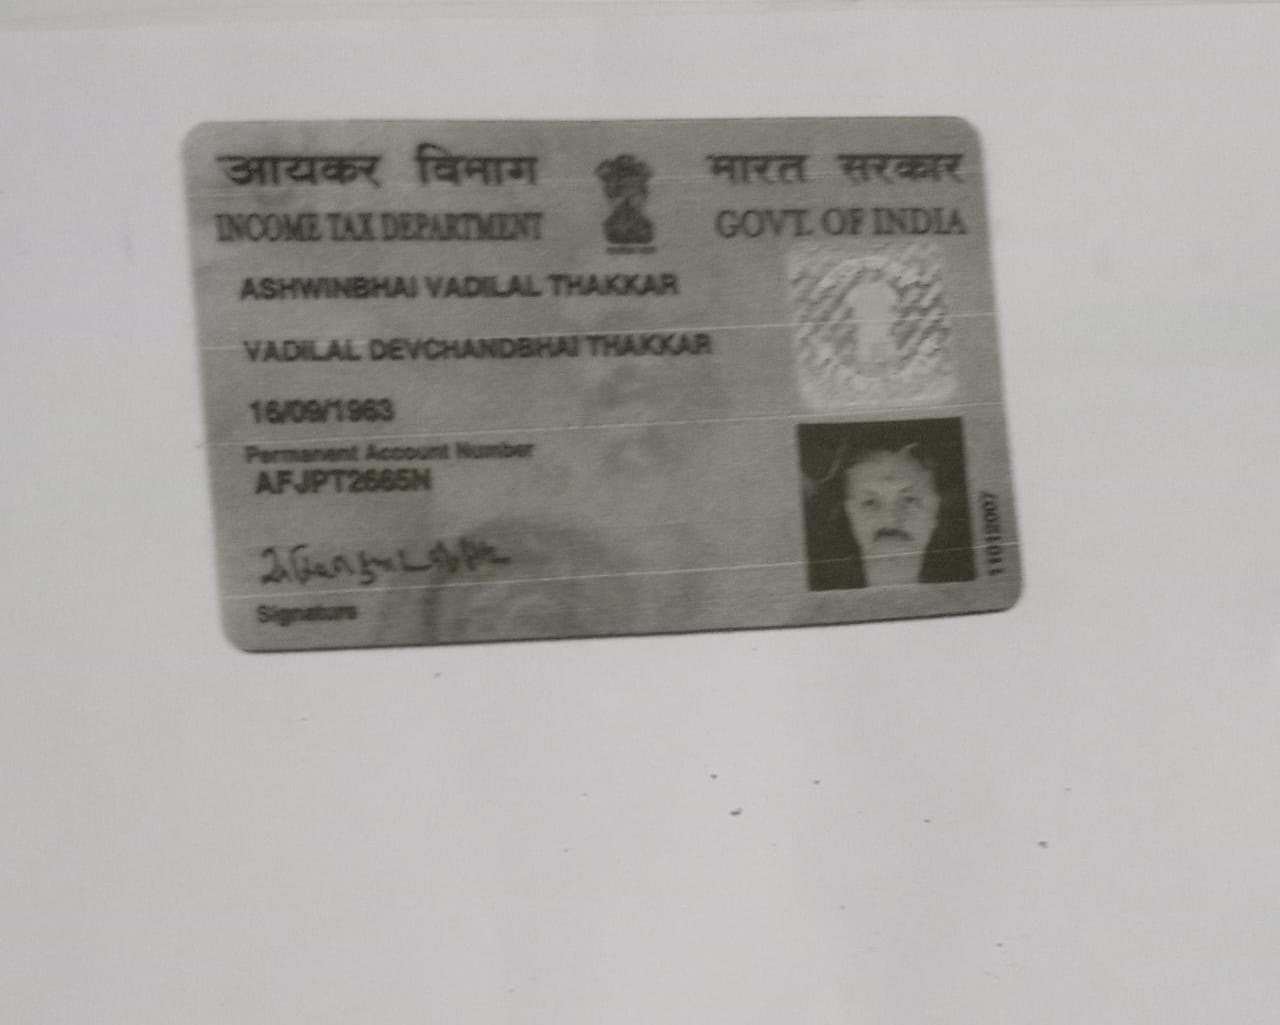 आयकर विभाग
भारत सरकार
INCOME TAX DEPARTMENT
GOVT. OF INDIA
ASHWINBHAI VADILAL THAKKAR
VADILAL DEVCHANDBHAI THAKKAR
16/09/1963
Permanent Account Number
AFJPT2665N
Signature
11012007